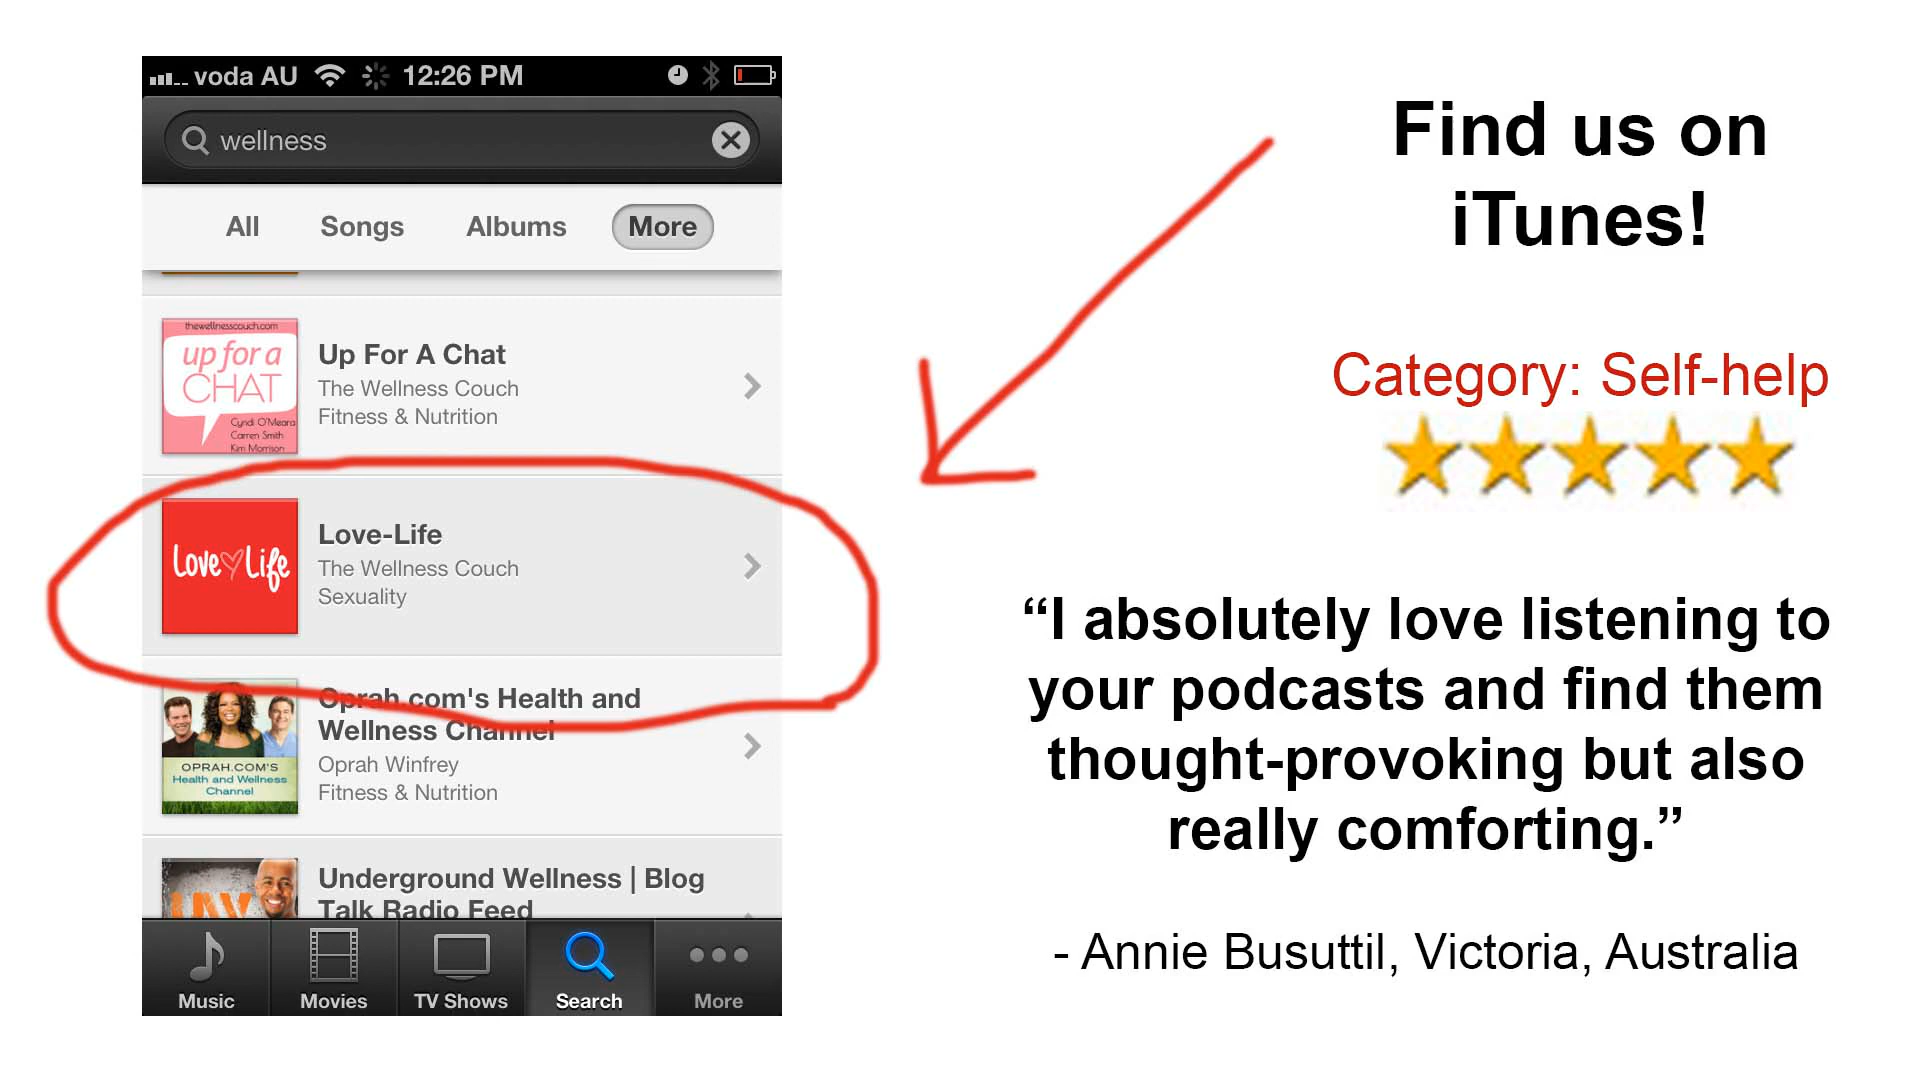 voda AU 12:26 PM
wellness
All Songs Albums More
thewellnesscouch.com
up for a
CHAT
Cyndi O'Meara
Carren Smith
Kim Morrison
Up For A Chat
The Wellness Couch
Fitness & Nutrition
Love Life
Love-Life
The Wellness Couch
Sexuality
OPRAH.COM'S
Health and Wellness
Channel
Oprah.com's Health and
Wellness Channel
Oprah Winfrey
Fitness & Nutrition
Underground Wellness | Blog
Talk Radio Feed
Music Movies TV Shows Search More
Find us on
iTunes!
Category: Self-help
“I absolutely love listening to
your podcasts and find them
thought-provoking but also
really comforting.”
- Annie Busuttil, Victoria, Australia